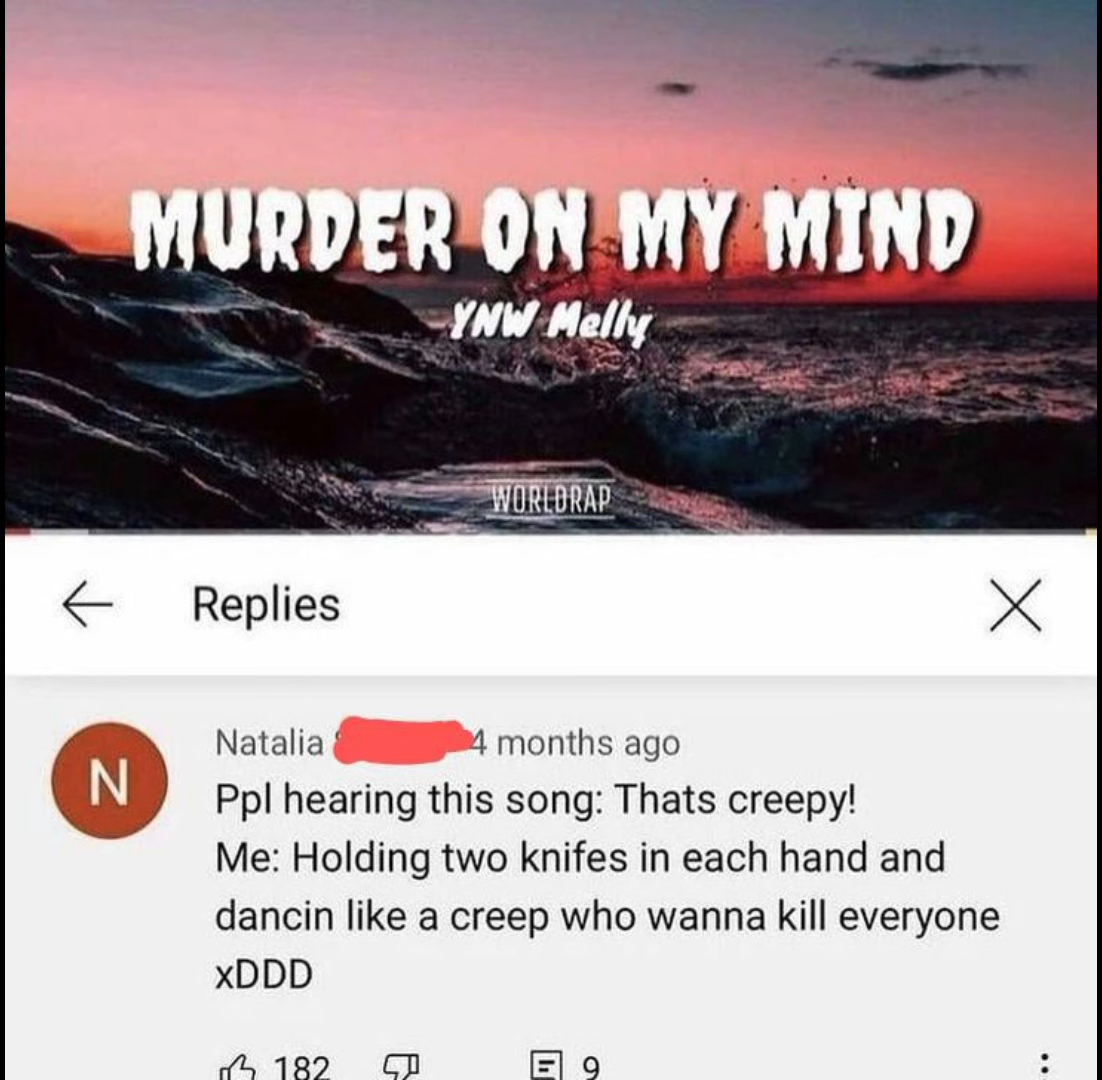 MURDER ON MY MIND
YNW Melly
WORLDRAP
Replies
N
Natalia 4 months ago
Ppl hearing this song: Thats creepy!
Me: Holding two knifes in each hand and
dancin like a creep who wanna kill everyone
xDDD
182 9